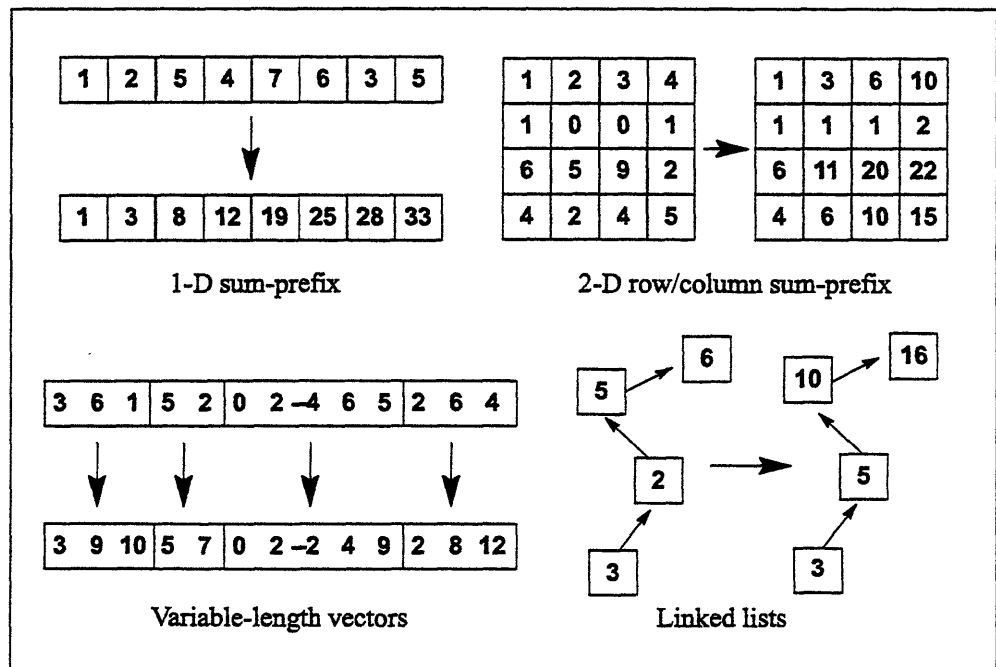 1 2 5 4 7 6 3 5
1 3 8 12 19 25 28 33
1-D sum-prefix
1 2 3 4
1 0 0 1
6 5 9 2
4 2 4 5
1 3 6 10
1 1 1 2
6 11 20 22
4 6 10 15
2-D row/column sum-prefix
3 6 1 5 2 0 2 –4 6 5 2 6 4
3 9 10 5 7 0 2 –2 4 9 2 8 12
Variable-length vectors
6
5
2
3
16
10
5
3
Linked lists